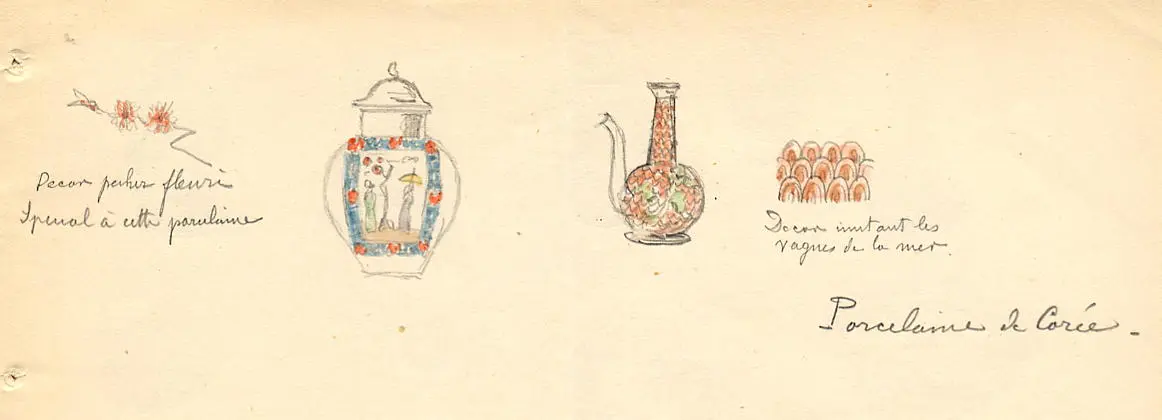 Decor pecher fleuri
Special à cette porcelaine
Decor imitant les
vagues de la mer.
Porcelaine de Corée -